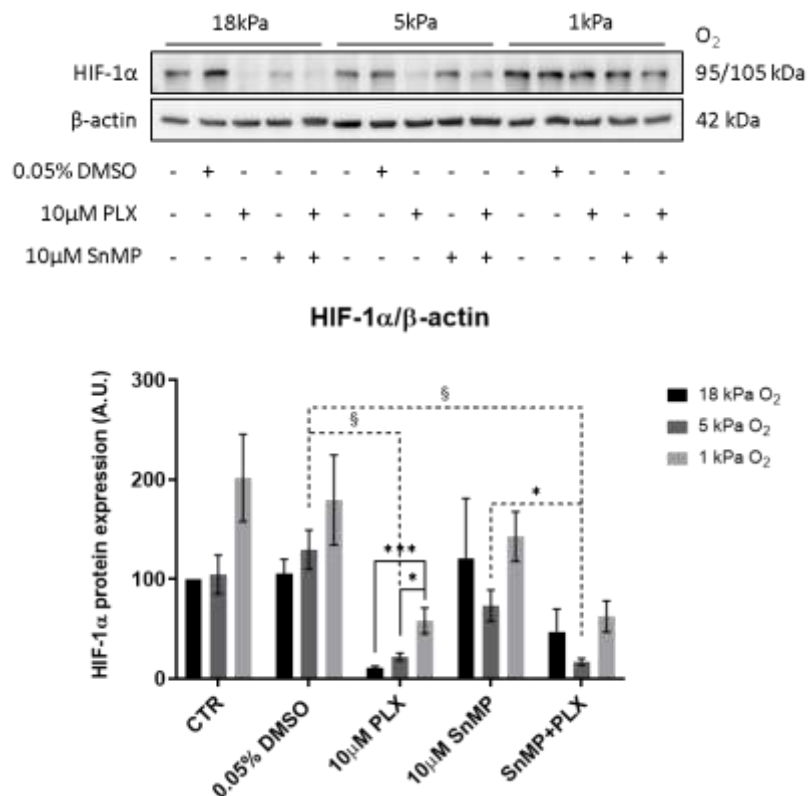 18kPa 5kPa 1kPa O₂
HIF-1α 95/105 kDa
β-actin 42 kDa
0.05% DMSO - + - - - - + - - - - + - - -
10µM PLX - - + - + - - + - + - - + - +
10µM SnMP - - - + + - - - + + - - - + +
HIF-1α/β-actin
HIF-1α protein expression (A.U.)
300
200
100
0
§
§
*
***
*
18 kPa O₂
5 kPa O₂
1 kPa O₂
CTR
0.05% DMSO
10µM PLX
10µM SnMP
SnMP+PLX